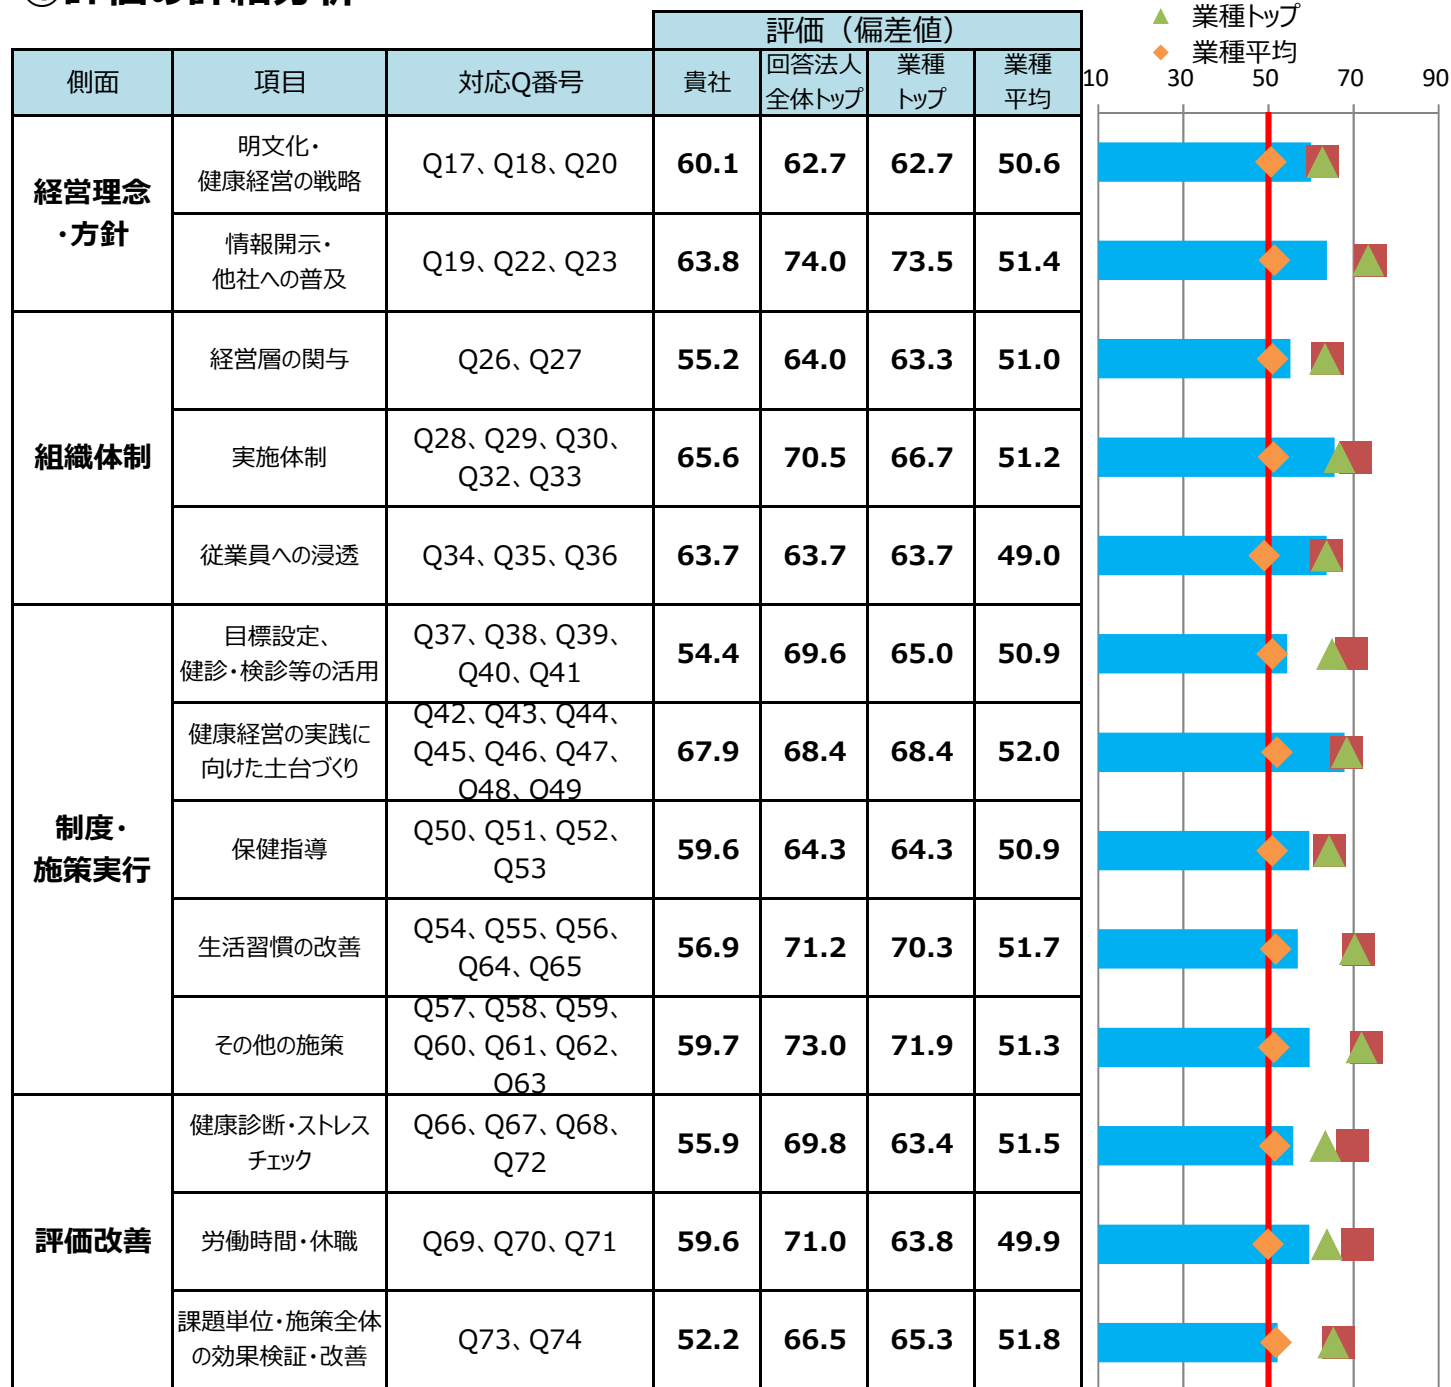 評価（偏差値）
▲ 業種トップ
◆ 業種平均
側面 項目 対応Q番号 貴社 回答法人 業種 業種
全体トップ トップ 平均
10 30 50 70 90
経営理念
・方針
明文化・
健康経営の戦略
Q17、Q18、Q20 60.1 62.7 62.7 50.6
情報開示・
他社への普及
Q19、Q22、Q23 63.8 74.0 73.5 51.4
組織体制
経営層の関与 Q26、Q27 55.2 64.0 63.3 51.0
実施体制
Q28、Q29、Q30、
Q32、Q33
65.6 70.5 66.7 51.2
従業員への浸透 Q34、Q35、Q36 63.7 63.7 63.7 49.0
制度・
施策実行
目標設定、
健診・検診等の活用
Q37、Q38、Q39、
Q40、Q41
54.4 69.6 65.0 50.9
健康経営の実践に
向けた土台づくり
Q42、Q43、Q44、
Q45、Q46、Q47、
Q48、Q49
67.9 68.4 68.4 52.0
保健指導
Q50、Q51、Q52、
Q53
59.6 64.3 64.3 50.9
生活習慣の改善
Q54、Q55、Q56、
Q64、Q65
56.9 71.2 70.3 51.7
その他の施策
Q57、Q58、Q59、
Q60、Q61、Q62、
Q63
59.7 73.0 71.9 51.3
評価改善
健康診断・ストレス
チェック
Q66、Q67、Q68、
Q72
55.9 69.8 63.4 51.5
労働時間・休職 Q69、Q70、Q71 59.6 71.0 63.8 49.9
課題単位・施策全体
の効果検証・改善
Q73、Q74 52.2 66.5 65.3 51.8